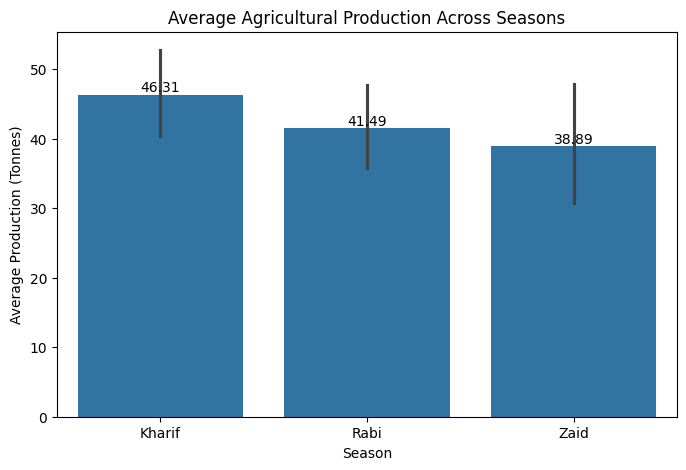 Average Agricultural Production Across Seasons
Average Production (Tonnes)
50
40
30
20
10
0
46.31
41.49
38.89
Kharif
Rabi
Zaid
Season